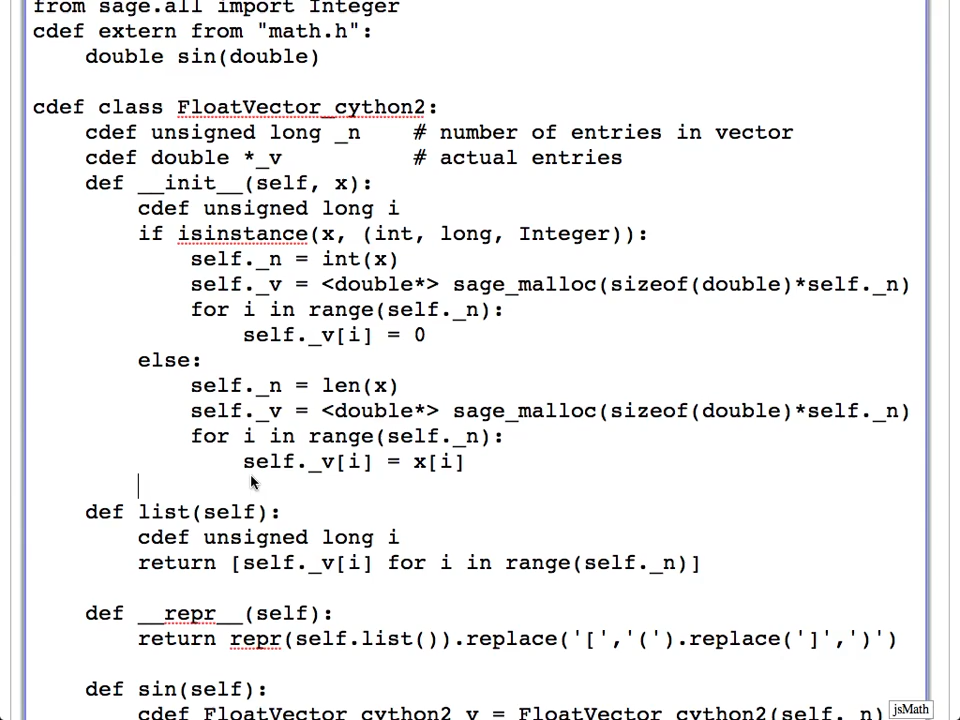 from sage.all import Integer
cdef extern from "math.h":
    double sin(double)

cdef class FloatVector_cython2:
    cdef unsigned long _n    # number of entries in vector
    cdef double *_v          # actual entries
    def __init__(self, x):
        cdef unsigned long i
        if isinstance(x, (int, long, Integer)):
            self._n = int(x)
            self._v = <double*> sage_malloc(sizeof(double)*self._n)
            for i in range(self._n):
                self._v[i] = 0
        else:
            self._n = len(x)
            self._v = <double*> sage_malloc(sizeof(double)*self._n)
            for i in range(self._n):
                self._v[i] = x[i]

    def list(self):
        cdef unsigned long i
        return [self._v[i] for i in range(self._n)]

    def __repr__(self):
        return repr(self.list()).replace('[','(').replace(']',')')

    def sin(self):
        cdef FloatVector_cython2 v = FloatVector_cython2(self._n)
jsMath